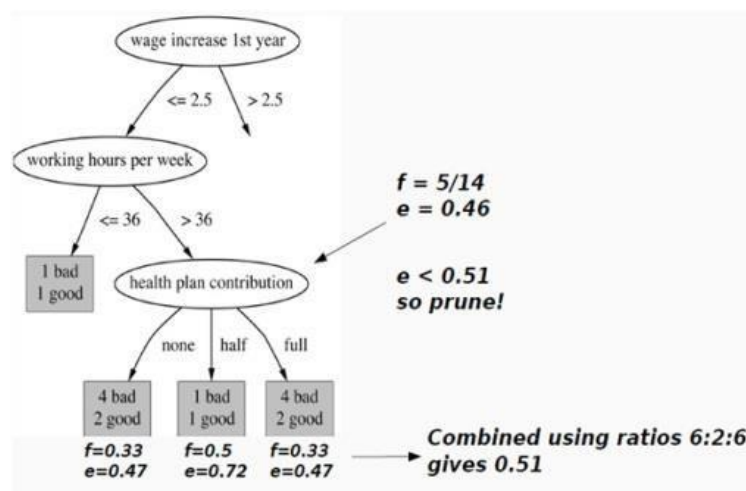 wage increase 1st year
<= 2.5
> 2.5
working hours per week
f = 5/14
e = 0.46
<= 36
> 36
1 bad
1 good
health plan contribution
e < 0.51
so prune!
none
half
full
4 bad
2 good
1 bad
1 good
4 bad
2 good
f=0.33
e=0.47
f=0.5
e=0.72
f=0.33
e=0.47
Combined using ratios 6:2:6
gives 0.51